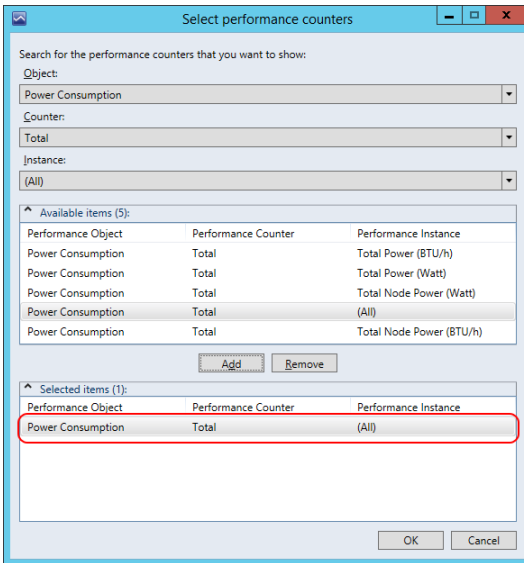 Select performance counters
Search for the performance counters that you want to show:
Object:
Power Consumption
Counter:
Total
Instance:
(All)
Available items (5):
Performance Object Performance Counter Performance Instance
Power Consumption Total Total Power (BTU/h)
Power Consumption Total Total Power (Watt)
Power Consumption Total Total Node Power (Watt)
Power Consumption Total (All)
Power Consumption Total Total Node Power (BTU/h)
Add Remove
Selected items (1):
Performance Object Performance Counter Performance Instance
Power Consumption Total (All)
OK Cancel